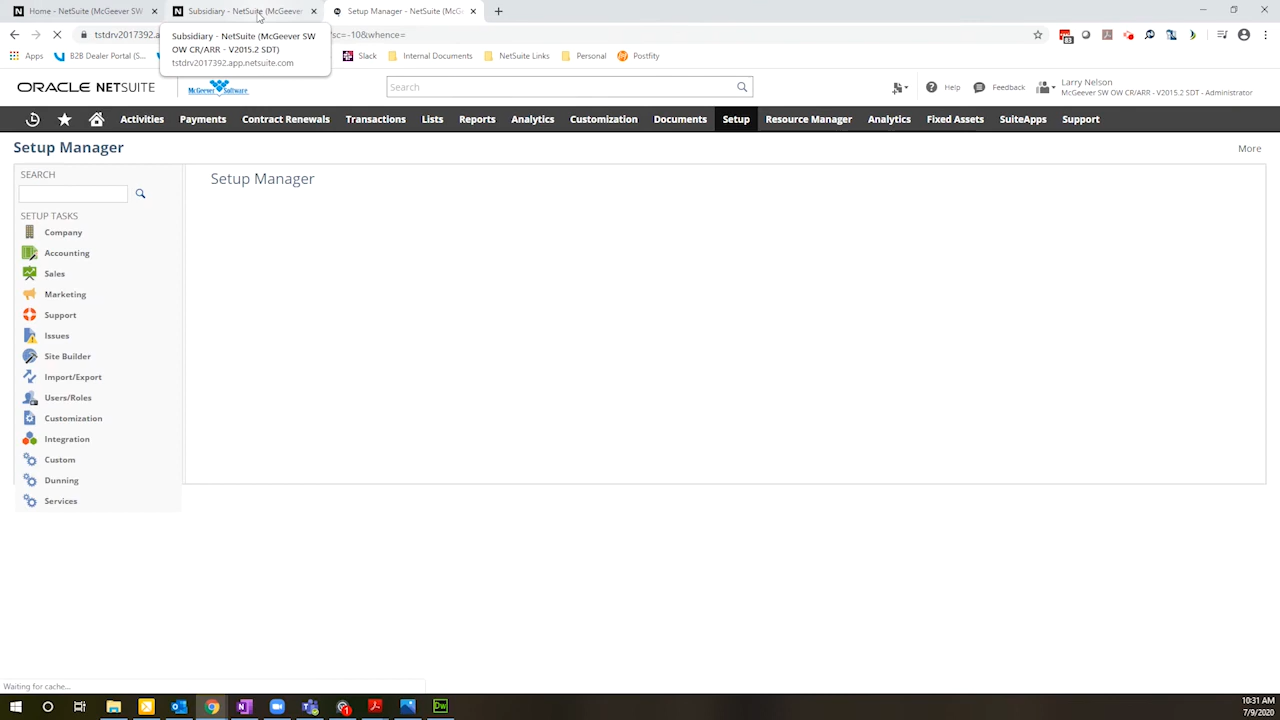 Home - NetSuite (McGeever SW
Subsidiary - NetSuite (McGeever
Setup Manager - NetSuite (McGe
tstdrv2017392.a
?sc=-10&whence=
Subsidiary - NetSuite (McGeever SW
OW CR/ARR - V2015.2 SDT)
tstdrv2017392.app.netsuite.com
83
Apps
B2B Dealer Portal (S...
Slack
Internal Documents
NetSuite Links
Personal
Postfity
ORACLE NETSUITE
McGeever Software
Search
Help
Feedback
Larry Nelson
McGeever SW OW CR/ARR - V2015.2 SDT - Administrator
Activities
Payments
Contract Renewals
Transactions
Lists
Reports
Analytics
Customization
Documents
Setup
Resource Manager
Analytics
Fixed Assets
SuiteApps
Support
Setup Manager
More
SEARCH
Setup Manager
SETUP TASKS
Company
Accounting
Sales
Marketing
Support
Issues
Site Builder
Import/Export
Users/Roles
Customization
Integration
Custom
Dunning
Services
Waiting for cache...
10:31 AM
7/9/2020